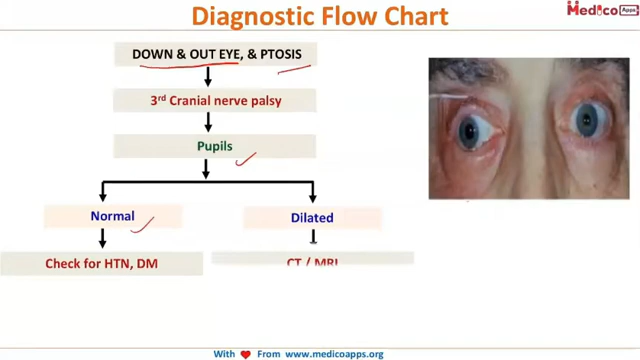 Diagnostic Flow Chart
Medico Apps
DOWN & OUT EYE, & PTOSIS
3rd Cranial nerve palsy
Pupils
Normal
Dilated
Check for HTN, DM
CT / MRI
With From www.medicoapps.org